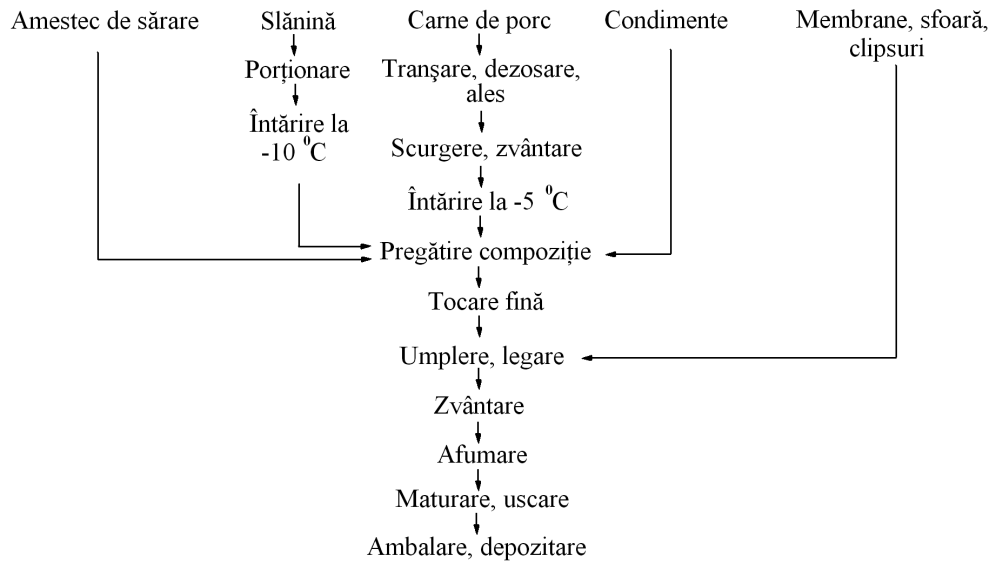 Amestec de sărare
Slănină
Carne de porc
Condimente
Membrane, sfoară,
clipsuri
Porționare
Tranşare, dezosare,
ales
Întărire la
-10 ⁰C
Scurgere, zvântare
Întărire la -5 ⁰C
Pregătire compoziție
Tocare fină
Umplere, legare
Zvântare
Afumare
Maturare, uscare
Ambalare, depozitare